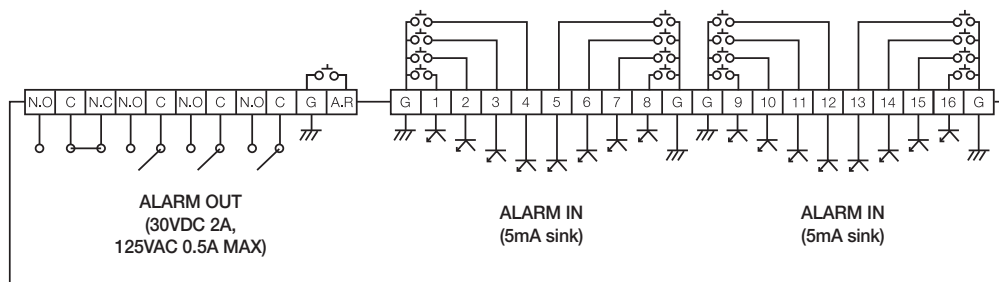 N.O C N.C N.O C N.O C N.O C G A.R G 1 2 3 4 5 6 7 8 G G 9 10 11 12 13 14 15 16 G
ALARM OUT
(30VDC 2A,
125VAC 0.5A MAX)
ALARM IN
(5mA sink)
ALARM IN
(5mA sink)